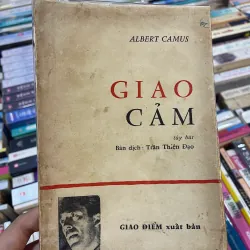 ALBERT CAMUS
GIAO
CẢM
tùy bút
Bản dịch : Trần Thiện Đạo
GIAO ĐIỂM xuất bản